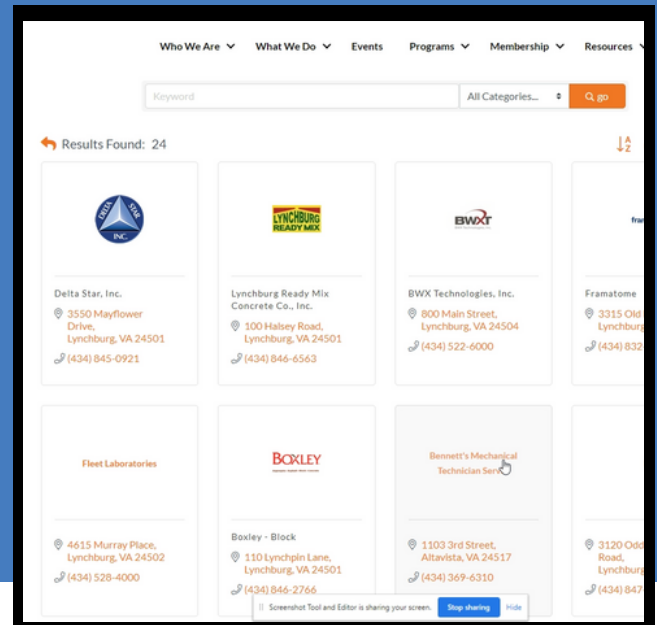 Who We Are What We Do Events Programs Membership Resources
Keyword All Categories... go
Results Found: 24 A Z
DELTA STAR INC.
LYNCHBURG
READY MIX
BWXT
fra
Delta Star, Inc.
3550 Mayflower
Drive,
Lynchburg, VA 24501
(434) 845-0921
Lynchburg Ready Mix
Concrete Co., Inc.
100 Halsey Road,
Lynchburg, VA 24501
(434) 846-6563
BWX Technologies, Inc.
800 Main Street,
Lynchburg, VA 24504
(434) 522-6000
Framatome
3315 Old
Lynchburg
(434) 832
Fleet Laboratories
4615 Murray Place,
Lynchburg, VA 24502
(434) 528-4000
BOXLEY
Boxley - Block
110 Lynchpin Lane,
Lynchburg, VA 24501
(434) 846-2766
Bennett's Mechanical
Technician Serv
1103 3rd Street,
Altavista, VA 24517
(434) 369-6310
3120 Odd
Road,
Lynchburg
(434) 847
Screenshot Tool and Editor is sharing your screen. Stop sharing Hide